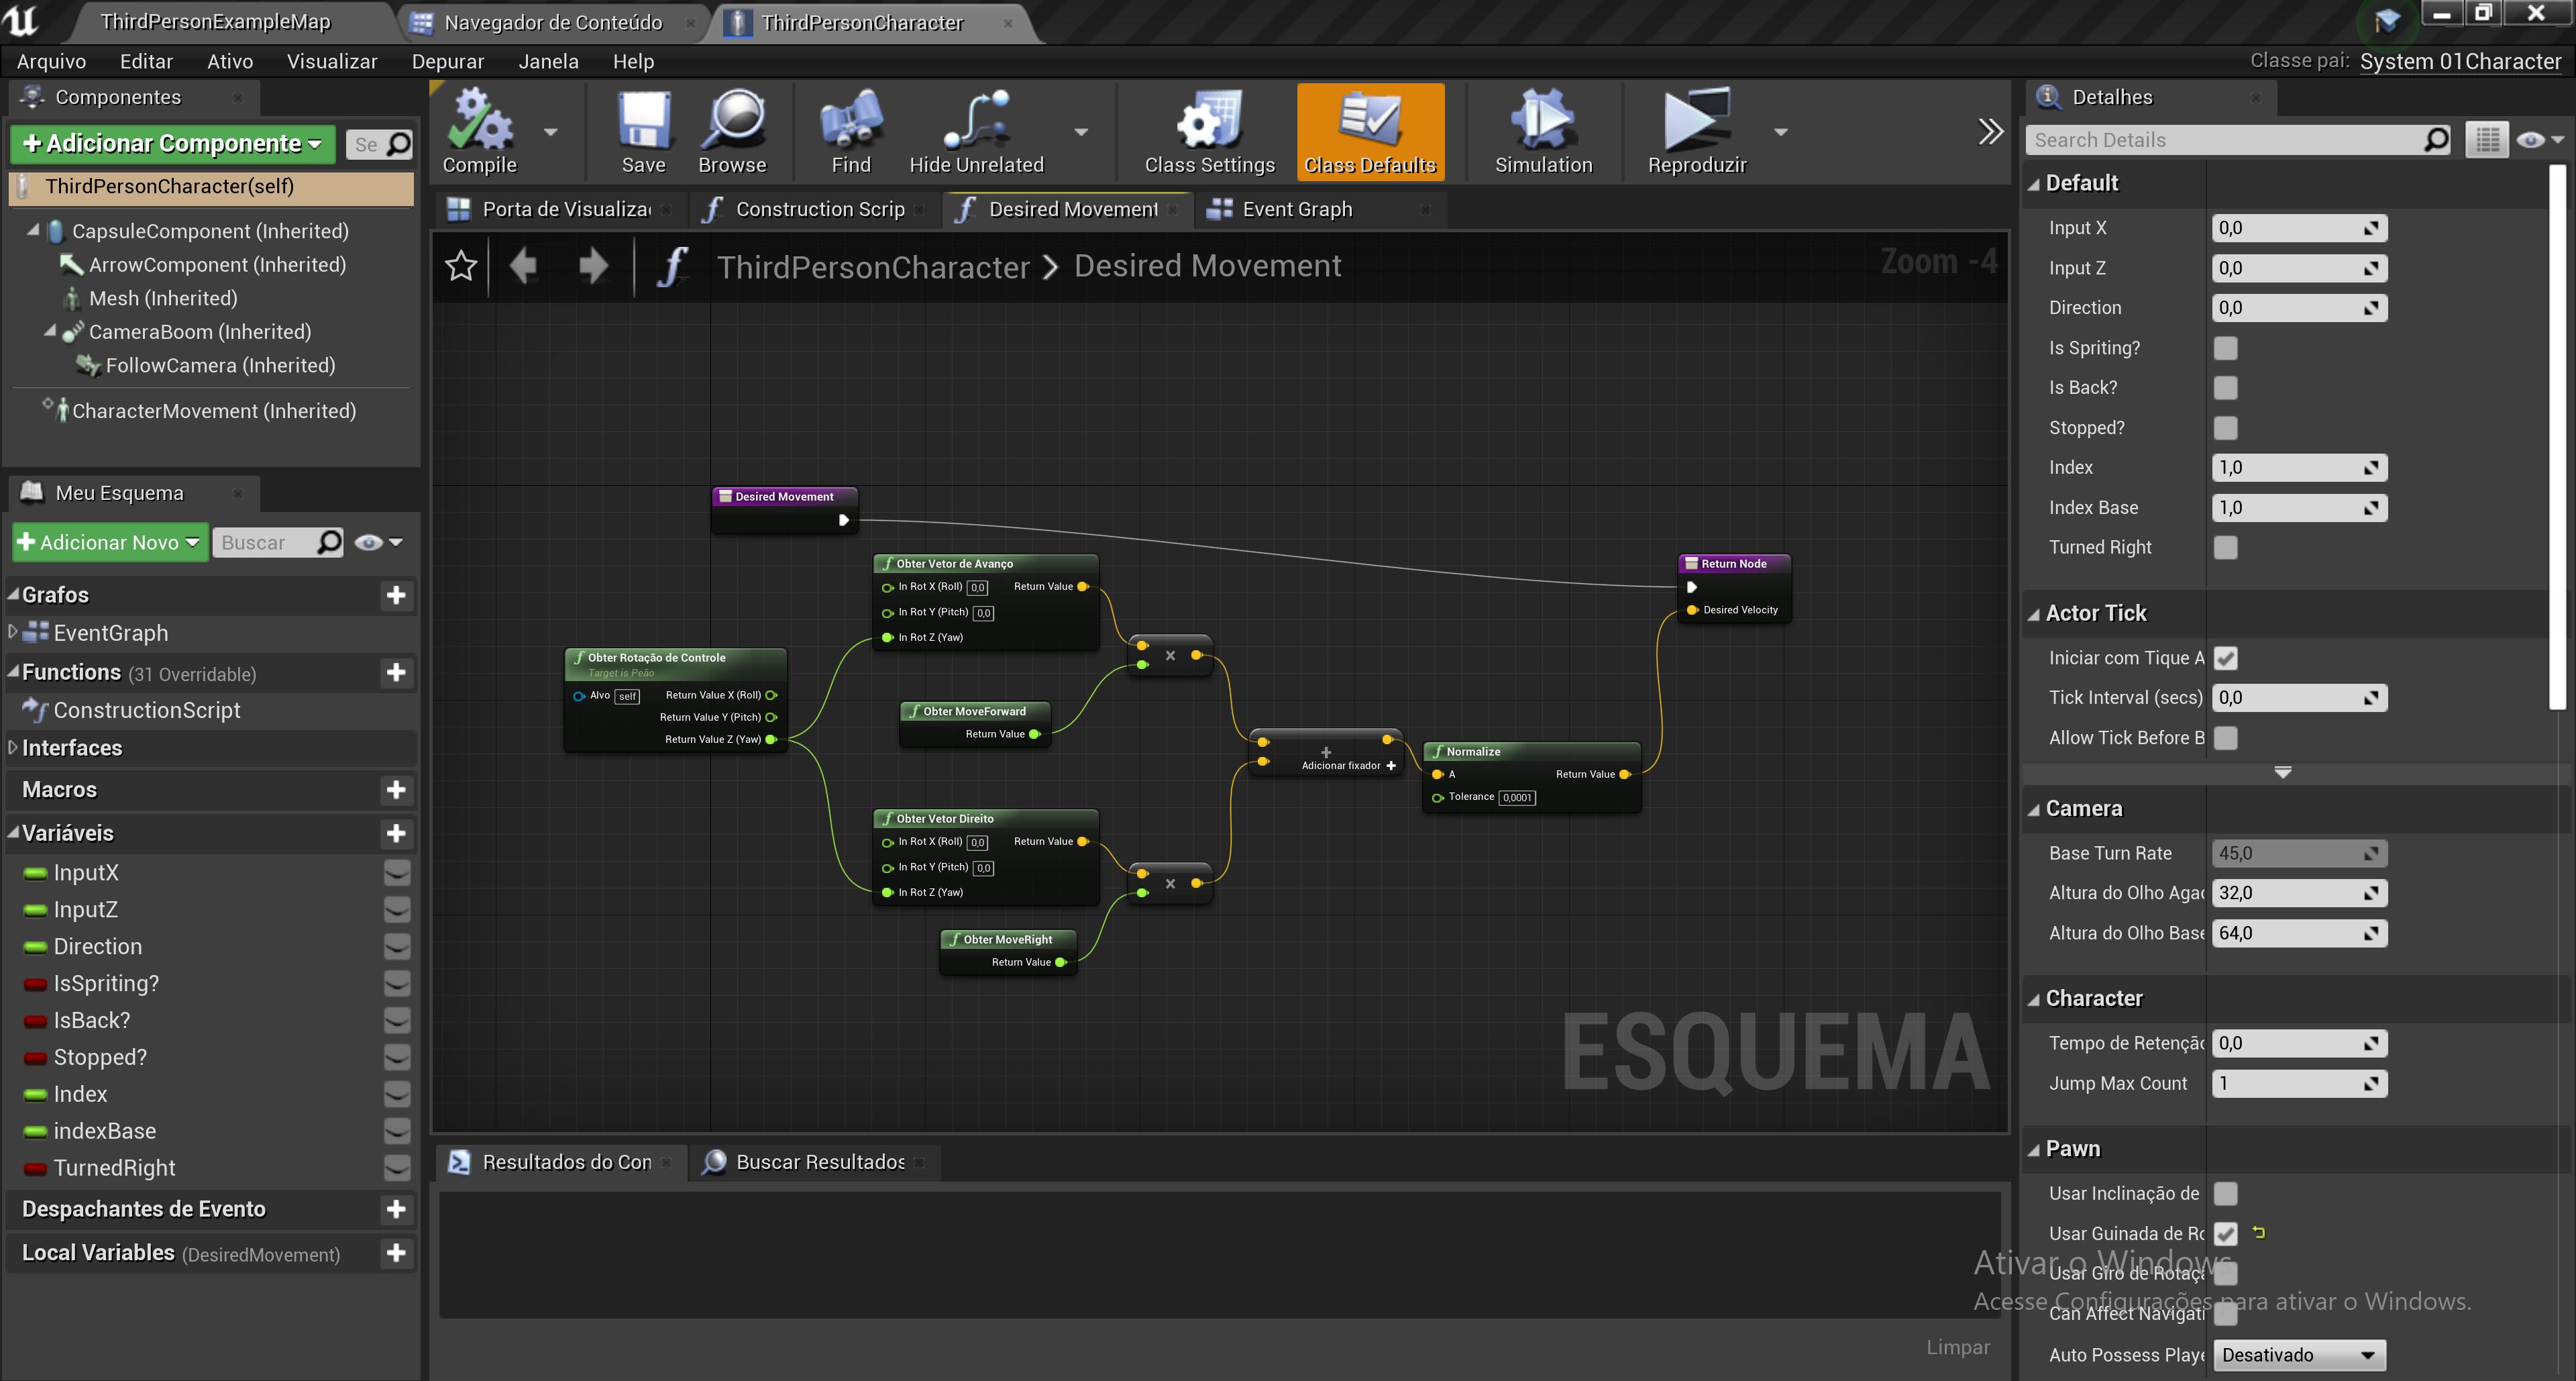 ThirdPersonExampleMap
Navegador de Conteúdo
ThirdPersonCharacter
Arquivo
Editar
Ativo
Visualizar
Depurar
Janela
Help
Classe pai: System 01Character
Componentes
Adicionar Componente
Se
ThirdPersonCharacter(self)
CapsuleComponent (Inherited)
ArrowComponent (Inherited)
Mesh (Inherited)
CameraBoom (Inherited)
FollowCamera (Inherited)
CharacterMovement (Inherited)
Meu Esquema
Adicionar Novo
Buscar
Grafos
EventGraph
Functions (31 Overridable)
ConstructionScript
Interfaces
Macros
Variáveis
InputX
InputZ
Direction
IsSpriting?
IsBack?
Stopped?
Index
indexBase
TurnedRight
Despachantes de Evento
Local Variables (DesiredMovement)
Compile
Save
Browse
Find
Hide Unrelated
Class Settings
Class Defaults
Simulation
Reproduzir
Porta de Visualiza
Construction Scrip
Desired Movement
Event Graph
ThirdPersonCharacter > Desired Movement
Zoom -4
Desired Movement
Obter Vetor de Avanço
In Rot X (Roll) 0,0 Return Value
In Rot Y (Pitch) 0,0
In Rot Z (Yaw)
Return Node
Desired Velocity
Obter Rotação de Controle
Target is Peão
Alvo self Return Value X (Roll)
Return Value Y (Pitch)
Return Value Z (Yaw)
Obter MoveForward
Return Value
Adicionar fixador
Normalize
A Return Value
Tolerance 0,0001
Obter Vetor Direito
In Rot X (Roll) 0,0 Return Value
In Rot Y (Pitch) 0,0
In Rot Z (Yaw)
Obter MoveRight
Return Value
ESQUEMA
Resultados do Con
Buscar Resultados
Limpar
Detalhes
Search Details
Default
Input X 0,0
Input Z 0,0
Direction 0,0
Is Spriting?
Is Back?
Stopped?
Index 1,0
Index Base 1,0
Turned Right
Actor Tick
Iniciar com Tique A
Tick Interval (secs) 0,0
Allow Tick Before B
Camera
Base Turn Rate 45,0
Altura do Olho Agac 32,0
Altura do Olho Base 64,0
Character
Tempo de Retençãc 0,0
Jump Max Count 1
Pawn
Usar Inclinação de
Usar Guinada de Rc
Usar Giro de Rotaçã
Can Affect Navigati
Auto Possess Playe Desativado
Ativar o Windows
Acesse Configurações para ativar o Windows.